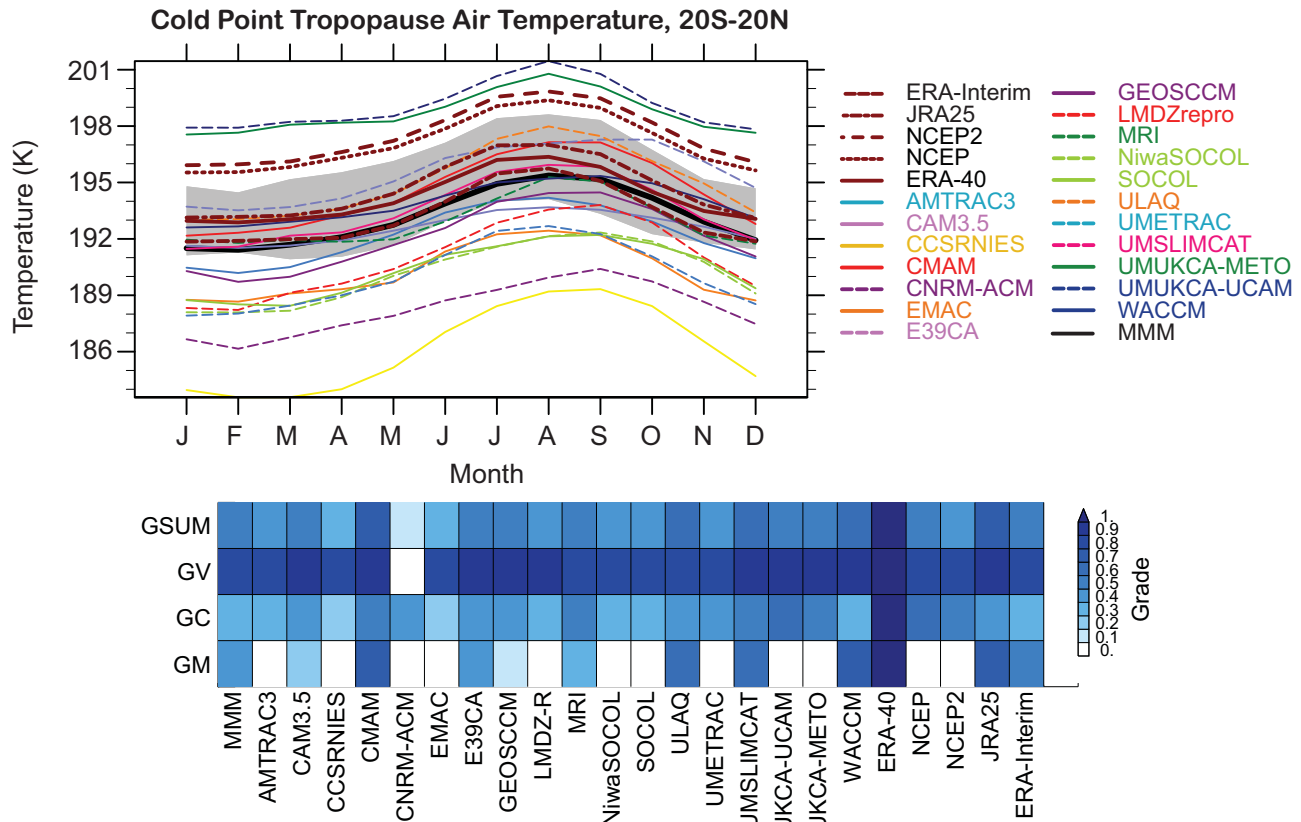 Cold Point Tropopause Air Temperature, 20S-20N
Temperature (K)
201
198
195
192
189
186
J F M A M J J A S O N D
Month
ERA-Interim
JRA25
NCEP2
NCEP
ERA-40
AMTRAC3
CAM3.5
CCSRNIES
CMAM
CNRM-ACM
EMAC
E39CA
GEOSCCM
LMDZrepro
MRI
NiwaSOCOL
SOCOL
ULAQ
UMETRAC
UMSLIMCAT
UMUKCA-METO
UMUKCA-UCAM
WACCM
MMM
GSUM
GV
GC
GM
MMM
AMTRAC3
CAM3.5
CCSRNIES
CMAM
CNRM-ACM
EMAC
E39CA
GEOSCCM
LMDZ-R
MRI
NiwaSOCOL
SOCOL
ULAQ
UMETRAC
UMSLIMCAT
UKCA-UCAM
UKCA-METO
WACCM
ERA-40
NCEP
NCEP2
JRA25
ERA-Interim
1.
0.9
0.8
0.7
0.6
0.5
0.4
0.3
0.2
0.1
0.
Grade